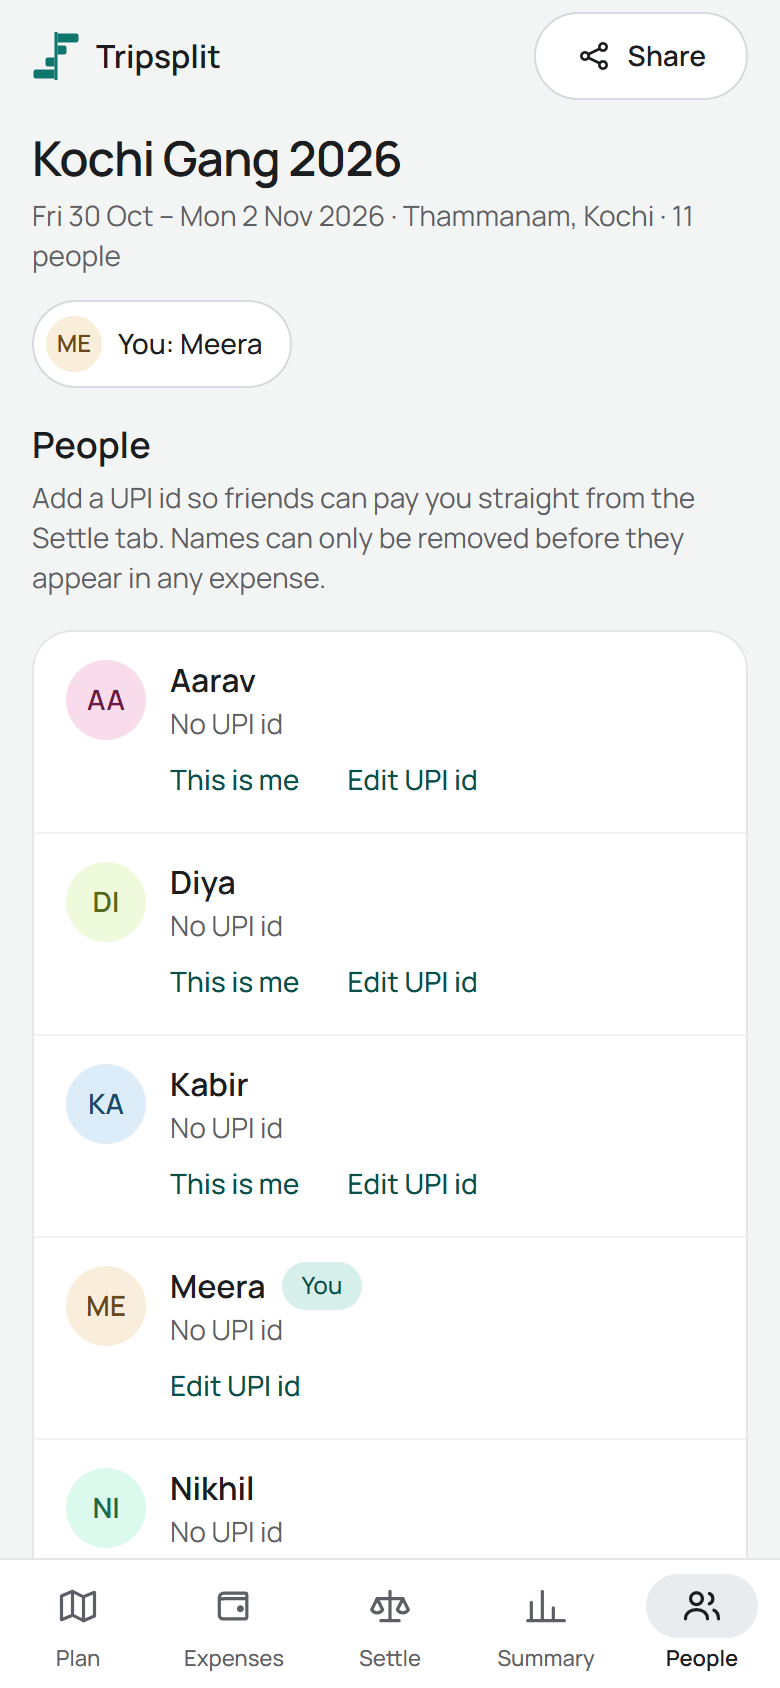 Tripsplit
Share
Kochi Gang 2026
Fri 30 Oct – Mon 2 Nov 2026 · Thammanam, Kochi · 11
people
ME
You: Meera
People
Add a UPI id so friends can pay you straight from the
Settle tab. Names can only be removed before they
appear in any expense.
AA
Aarav
No UPI id
This is me Edit UPI id
DI
Diya
No UPI id
This is me Edit UPI id
KA
Kabir
No UPI id
This is me Edit UPI id
ME
Meera You
No UPI id
Edit UPI id
NI
Nikhil
No UPI id
Plan Expenses Settle Summary People